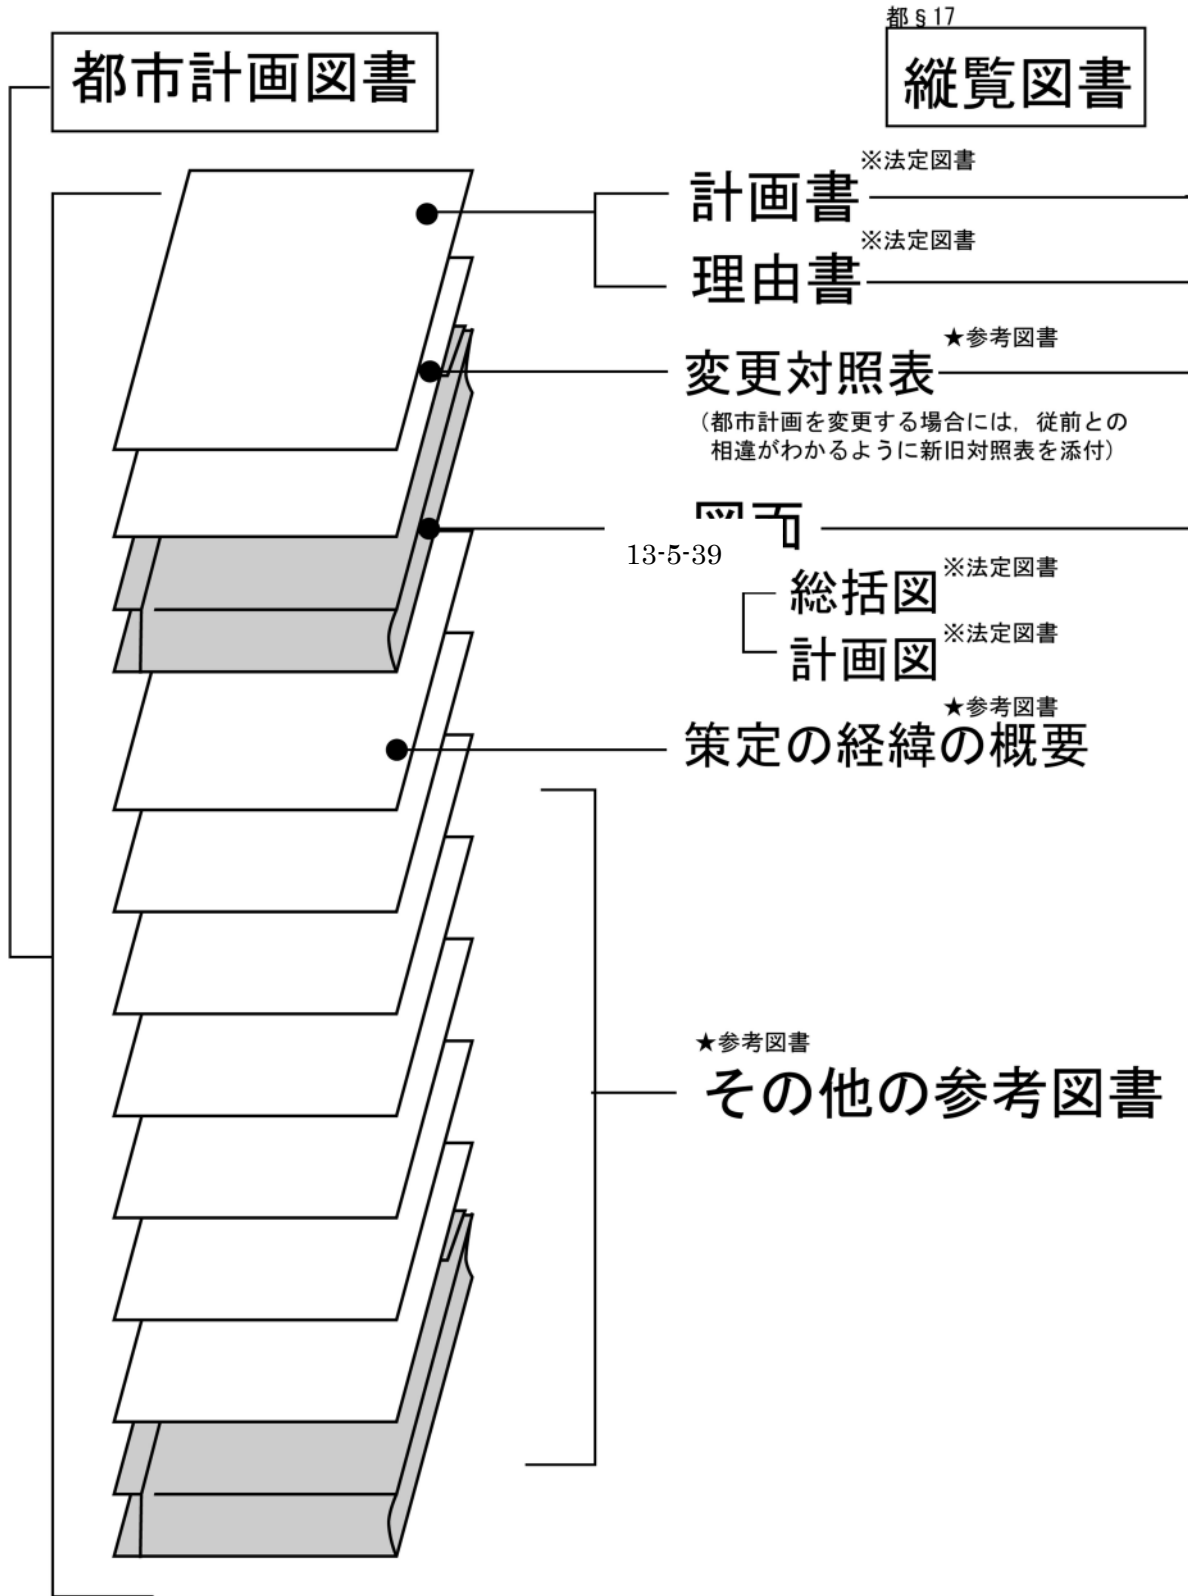 都§17
都市計画図書
縦覧図書
計画書 ※法定図書
理由書 ※法定図書
変更対照表 ★参考図書
(都市計画を変更する場合には,従前との
相違がわかるように新旧対照表を添付)
図面
13-5-39
総括図 ※法定図書
計画図 ※法定図書
策定の経緯の概要 ★参考図書
★参考図書
その他の参考図書